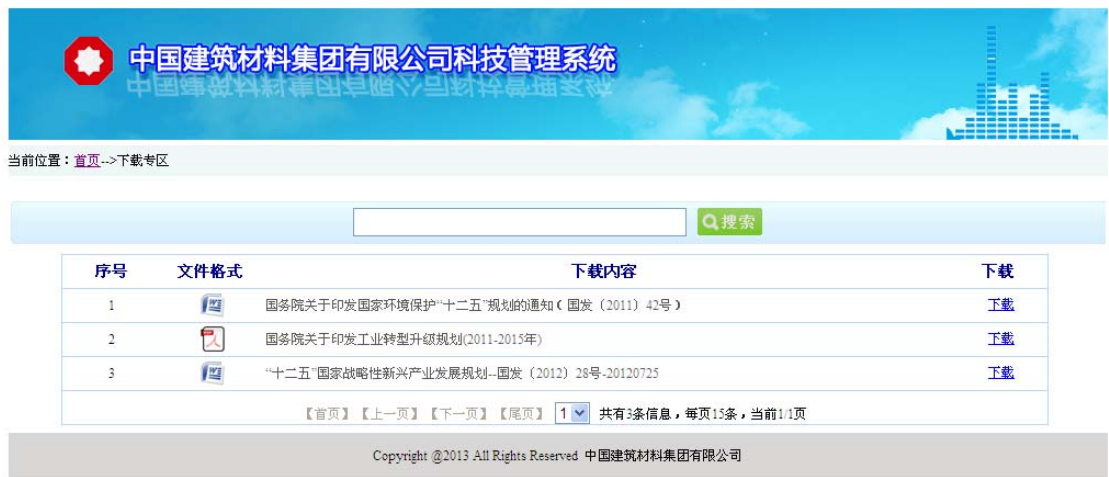 中国建筑材料集团有限公司科技管理系统
当前位置：首页-->下载专区
搜索
序号 文件格式 下载内容 下载
1 国务院关于印发国家环境保护“十二五”规划的通知（国发〔2011〕42号） 下载
2 国务院关于印发工业转型升级规划(2011-2015年) 下载
3 “十二五”国家战略性新兴产业发展规划--国发〔2012〕28号-20120725 下载
【首页】【上一页】【下一页】【尾页】 1 共有3条信息，每页15条，当前1/1页
Copyright @2013 All Rights Reserved 中国建筑材料集团有限公司